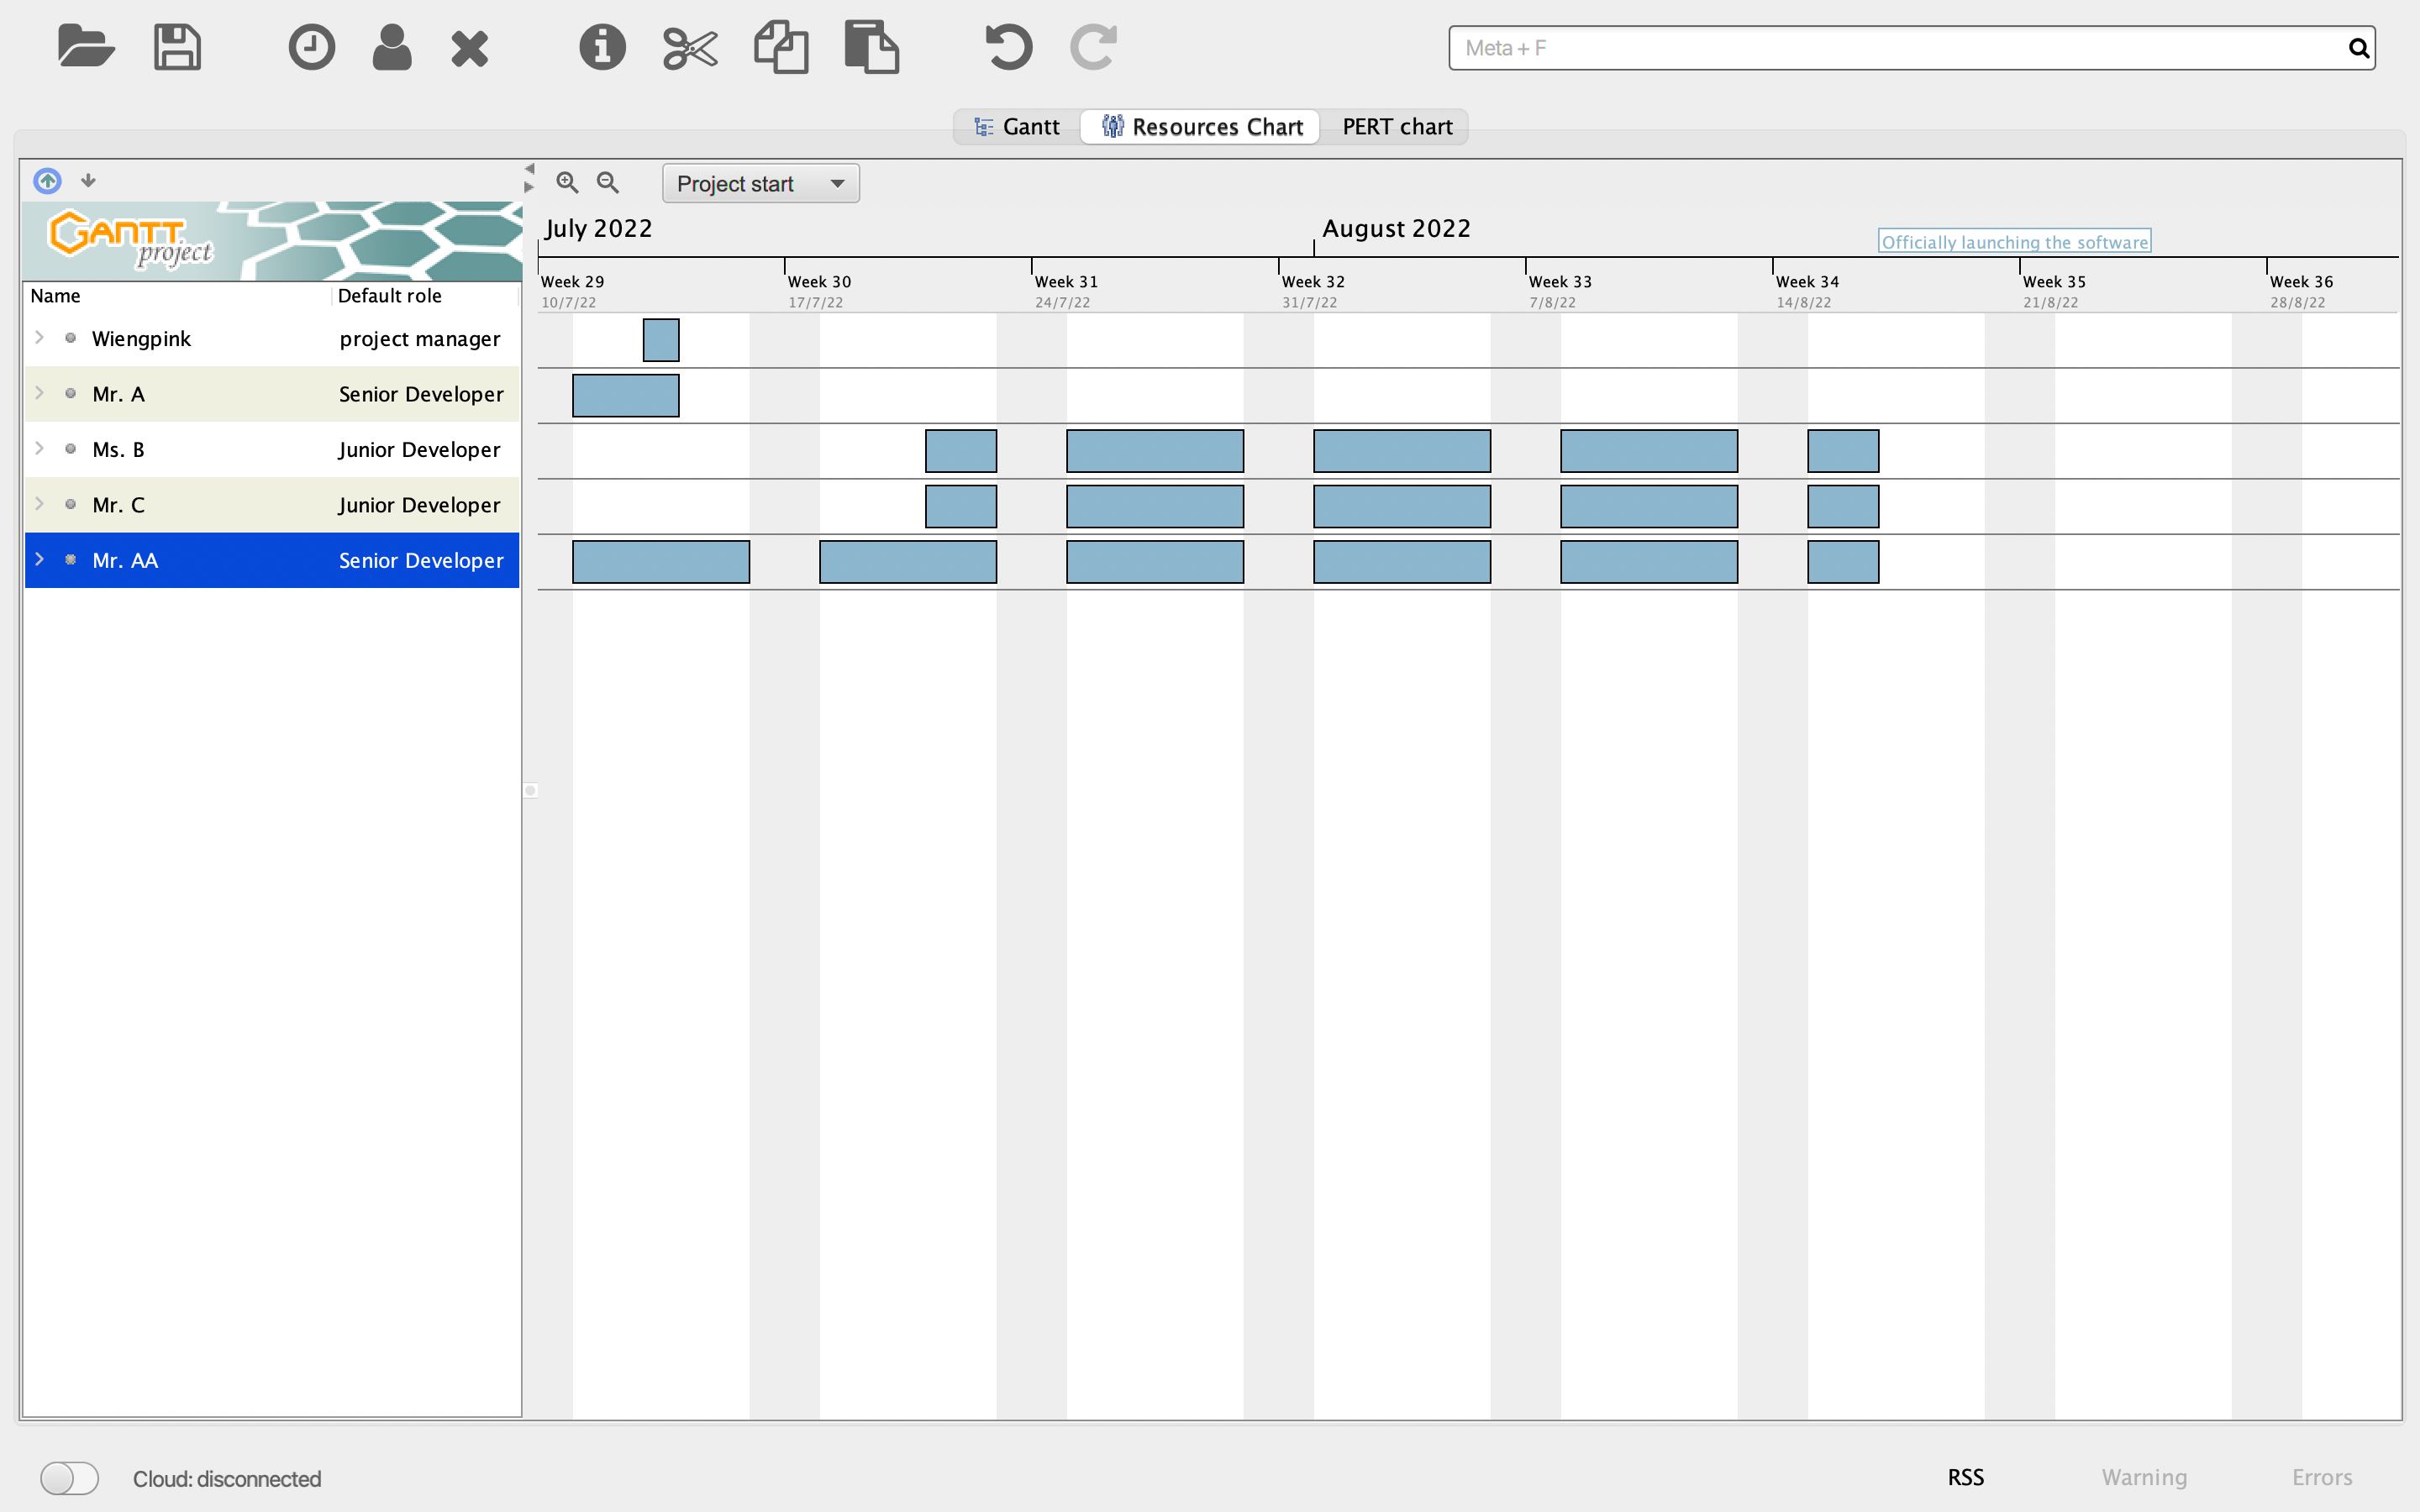 Meta + F
Gantt
Resources Chart
PERT chart
Project start
GANTT
project
July 2022
August 2022
Officially launching the software
Week 29
Week 30
Week 31
Week 32
Week 33
Week 34
Week 35
Week 36
10/7/22
17/7/22
24/7/22
31/7/22
7/8/22
14/8/22
21/8/22
28/8/22
Name
Default role
Wiengpink
project manager
Mr. A
Senior Developer
Ms. B
Junior Developer
Mr. C
Junior Developer
Mr. AA
Senior Developer
Cloud: disconnected
RSS
Warning
Errors